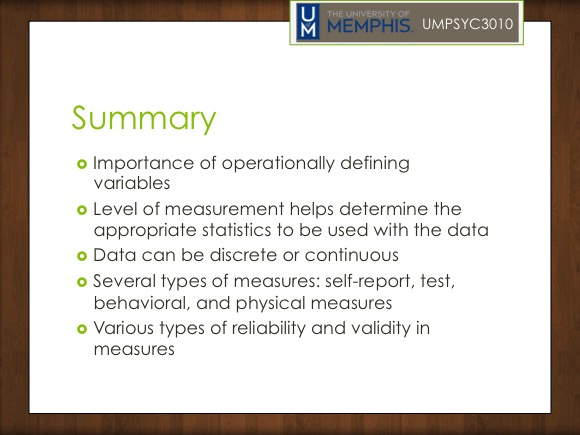 THE UNIVERSITY OF
UM MEMPHIS. UMPSYC3010
Summary
Importance of operationally defining
variables
Level of measurement helps determine the
appropriate statistics to be used with the data
Data can be discrete or continuous
Several types of measures: self-report, test,
behavioral, and physical measures
Various types of reliability and validity in
measures